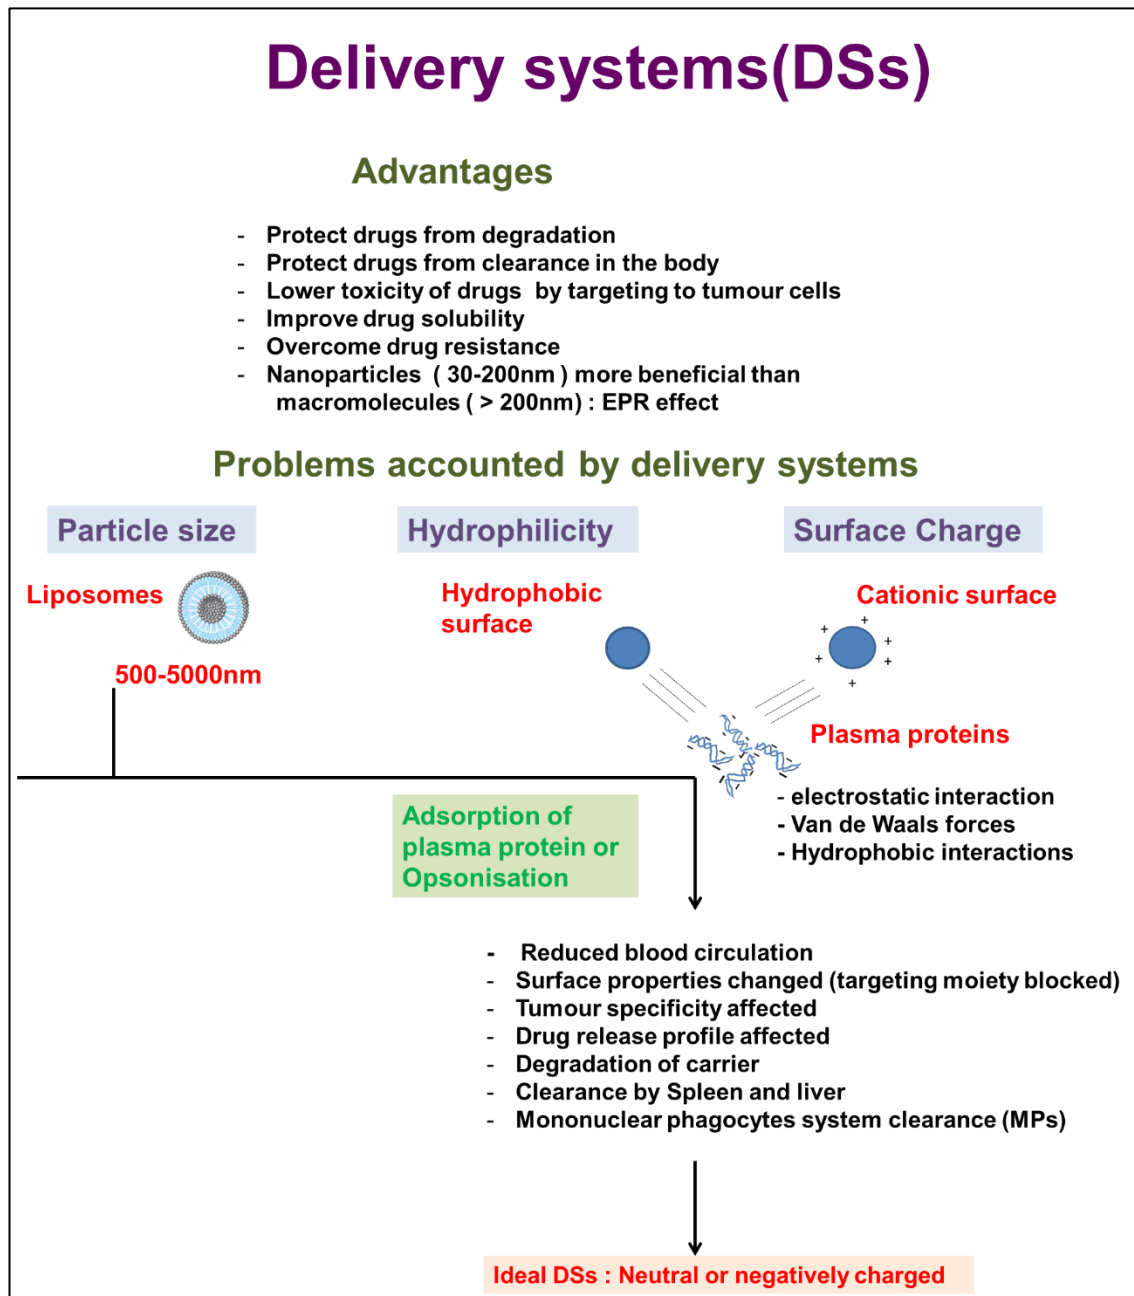 Delivery systems(DSs)
Advantages
- Protect drugs from degradation
- Protect drugs from clearance in the body
- Lower toxicity of drugs by targeting to tumour cells
- Improve drug solubility
- Overcome drug resistance
- Nanoparticles ( 30-200nm ) more beneficial than
macromolecules ( > 200nm) : EPR effect
Problems accounted by delivery systems
Particle size
Hydrophilicity
Surface Charge
Liposomes
500-5000nm
Hydrophobic
surface
Cationic surface
+
+
+
+
+
+
Plasma proteins
- electrostatic interaction
- Van de Waals forces
- Hydrophobic interactions
Adsorption of
plasma protein or
Opsonisation
- Reduced blood circulation
- Surface properties changed (targeting moiety blocked)
- Tumour specificity affected
- Drug release profile affected
- Degradation of carrier
- Clearance by Spleen and liver
- Mononuclear phagocytes system clearance (MPs)
Ideal DSs : Neutral or negatively charged